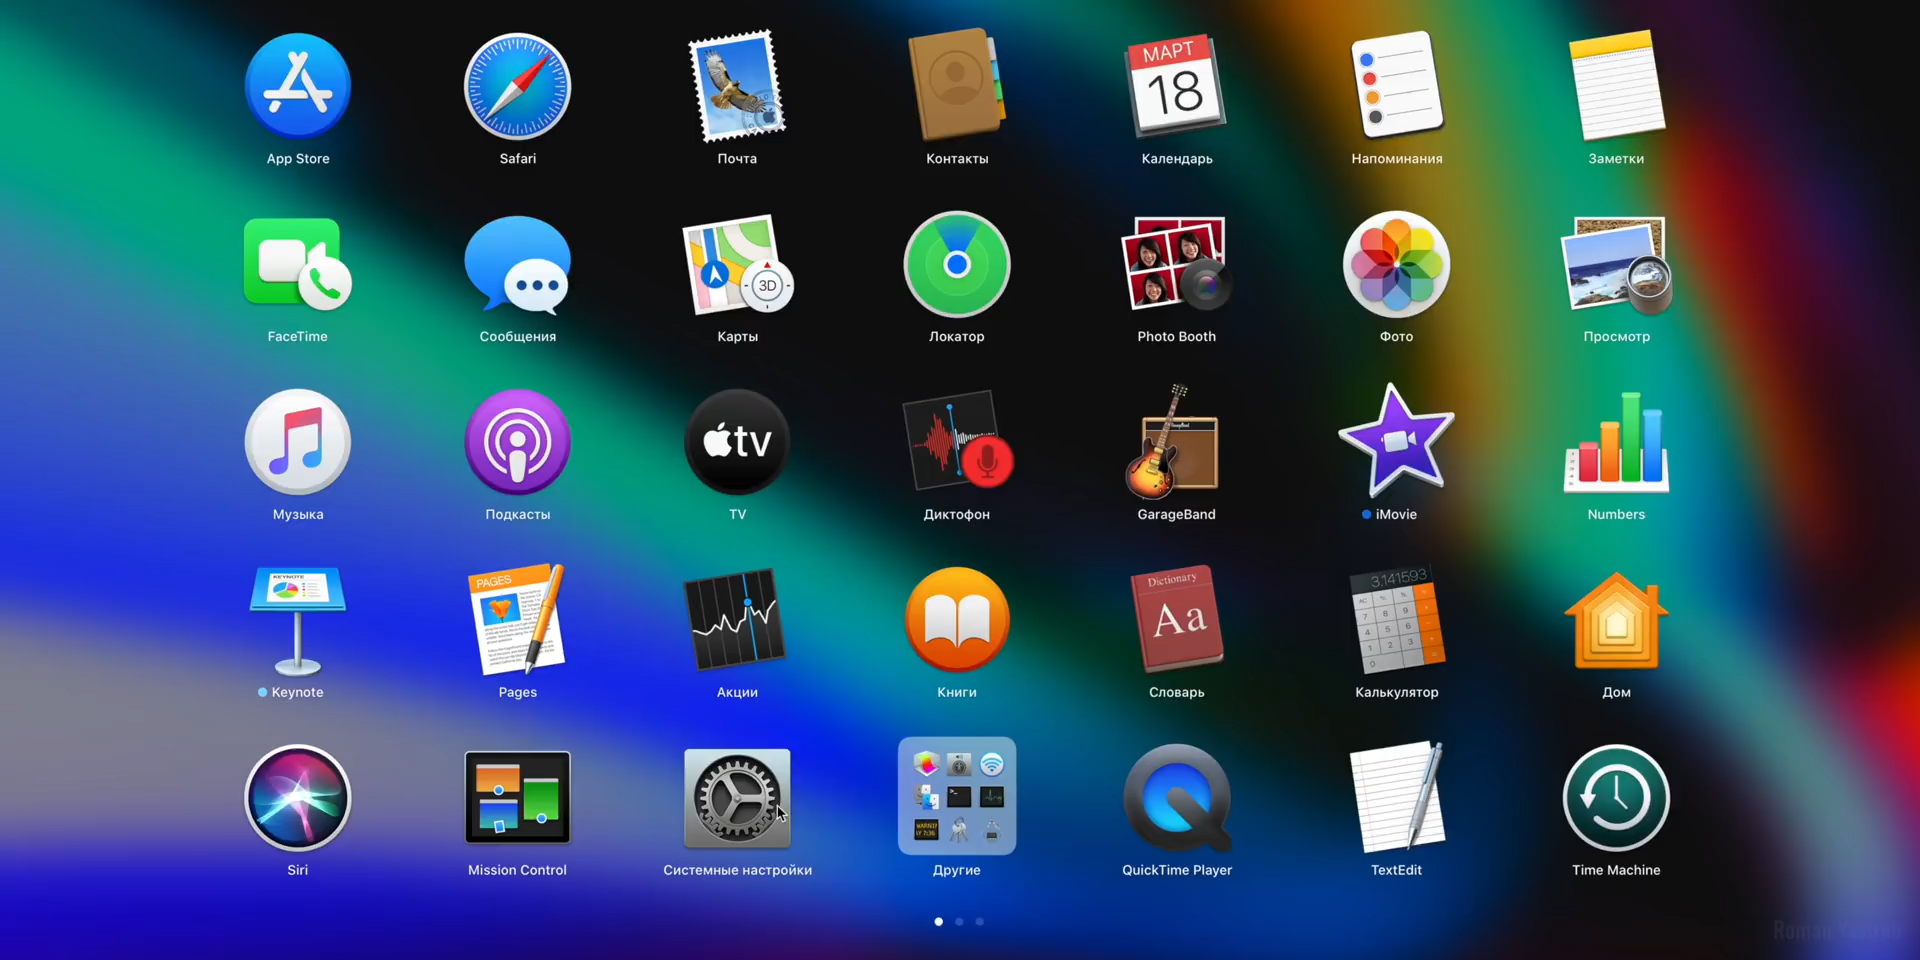 МАРТ
18
App Store
Safari
Почта
Контакты
Календарь
Напоминания
Заметки
3D
FaceTime
Сообщения
Карты
Локатор
Photo Booth
Фото
Просмотр
tv
Музыка
Подкасты
TV
Диктофон
GarageBand
iMovie
Numbers
KEYNOTE
PAGES
Dictionary
Aa
3.141593
Keynote
Pages
Акции
Книги
Словарь
Калькулятор
Дом
Siri
Mission Control
Системные настройки
Другие
QuickTime Player
TextEdit
Time Machine